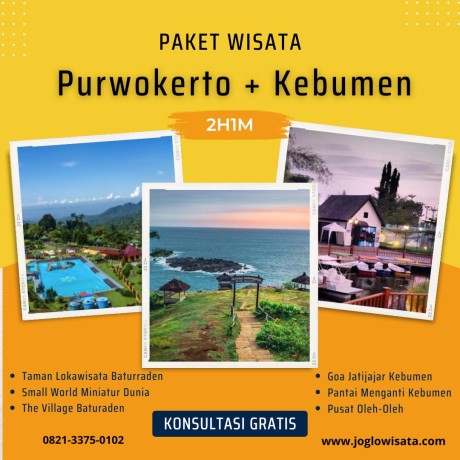 PAKET WISATA
Purwokerto + Kebumen
2H1M
• Taman Lokawisata Baturraden
• Small World Miniatur Dunia
• The Village Baturaden
• Goa Jatijajar Kebumen
• Pantai Menganti Kebumen
• Pusat Oleh-Oleh
KONSULTASI GRATIS
0821-3375-0102
www.joglowisata.com